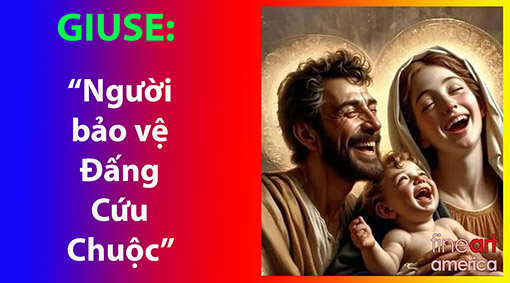 GIUSE:
“Người
bảo vệ
Đấng
Cứu
Chuộc”
fineart
america